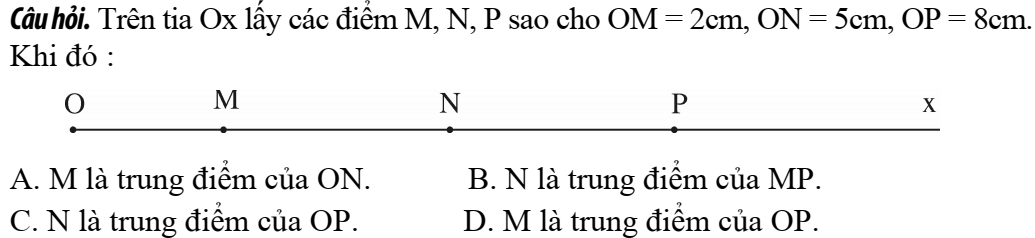 Câu hỏi. Trên tia Ox lấy các điểm M, N, P sao cho OM = 2cm, ON = 5cm, OP = 8cm.
Khi đó :
O M N P x
A. M là trung điểm của ON. B. N là trung điểm của MP.
C. N là trung điểm của OP. D. M là trung điểm của OP.